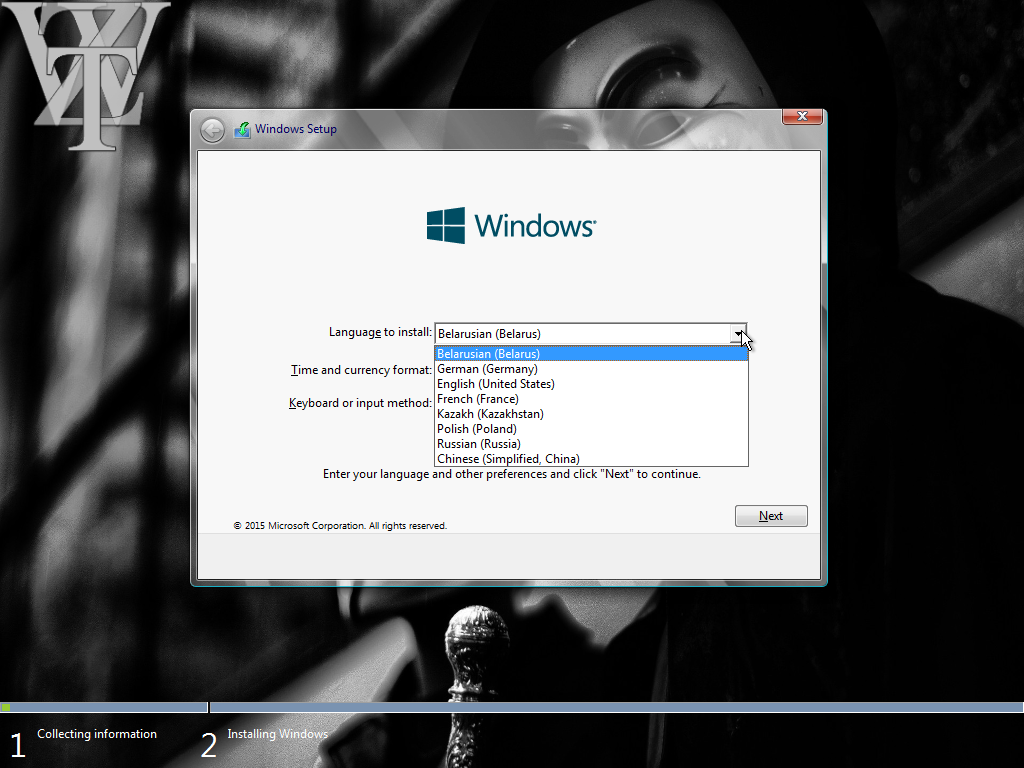 WZT
Windows Setup
Windows
Language to install: Belarusian (Belarus)
Belarusian (Belarus)
German (Germany)
Time and currency format:
English (United States)
French (France)
Keyboard or input method:
Kazakh (Kazakhstan)
Polish (Poland)
Russian (Russia)
Chinese (Simplified, China)
Enter your language and other preferences and click "Next" to continue.
Next
© 2015 Microsoft Corporation. All rights reserved.
1 Collecting information
2 Installing Windows